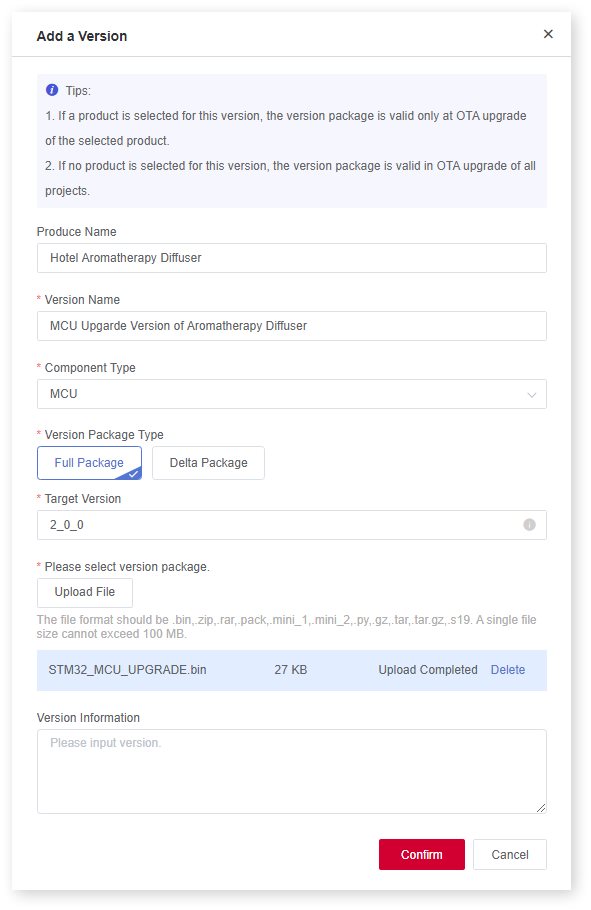 Add a Version
Tips:
1. If a product is selected for this version, the version package is valid only at OTA upgrade
of the selected product.
2. If no product is selected for this version, the version package is valid in OTA upgrade of all
projects.
Produce Name
Hotel Aromatherapy Diffuser
* Version Name
MCU Upgarde Version of Aromatherapy Diffuser
* Component Type
MCU
* Version Package Type
Full Package Delta Package
* Target Version
2_0_0
* Please select version package.
Upload File
The file format should be .bin,.zip,.rar,.pack,.mini_1,.mini_2,.py,.gz,.tar,.tar.gz,.s19. A single file
size cannot exceed 100 MB.
STM32_MCU_UPGRADE.bin 27 KB Upload Completed Delete
Version Information
Please input version.
Confirm Cancel